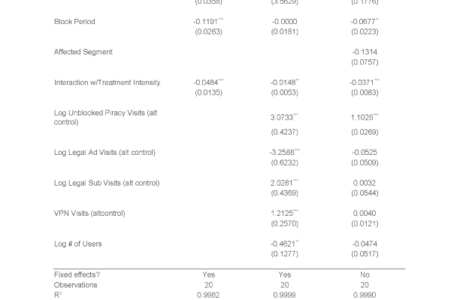 (0.0358) (3.5629) (0.1776)
Block Period -0.1191*** -0.0000 -0.0677**
(0.0263) (0.0181) (0.0223)
Affected Segment -0.1314
(0.0757)
Interaction w/Treatment Intensity -0.0484*** -0.0148** -0.0371***
(0.0135) (0.0053) (0.0083)
Log Unblocked Piracy Visits (alt
control) 3.0733*** 1.1026***
(0.4237) (0.0269)
Log Legal Ad Visits (alt control) -3.2588*** -0.0525
(0.6232) (0.0509)
Log Legal Sub Visits (alt control) 2.0281*** 0.0032
(0.4369) (0.0544)
VPN Visits (altcontrol) 1.2125*** 0.0040
(0.2570) (0.0121)
Log # of Users -0.4621** -0.0474
(0.1277) (0.0517)
Fixed effects? Yes Yes No
Observations 20 20 20
R² 0.9982 0.9999 0.9990